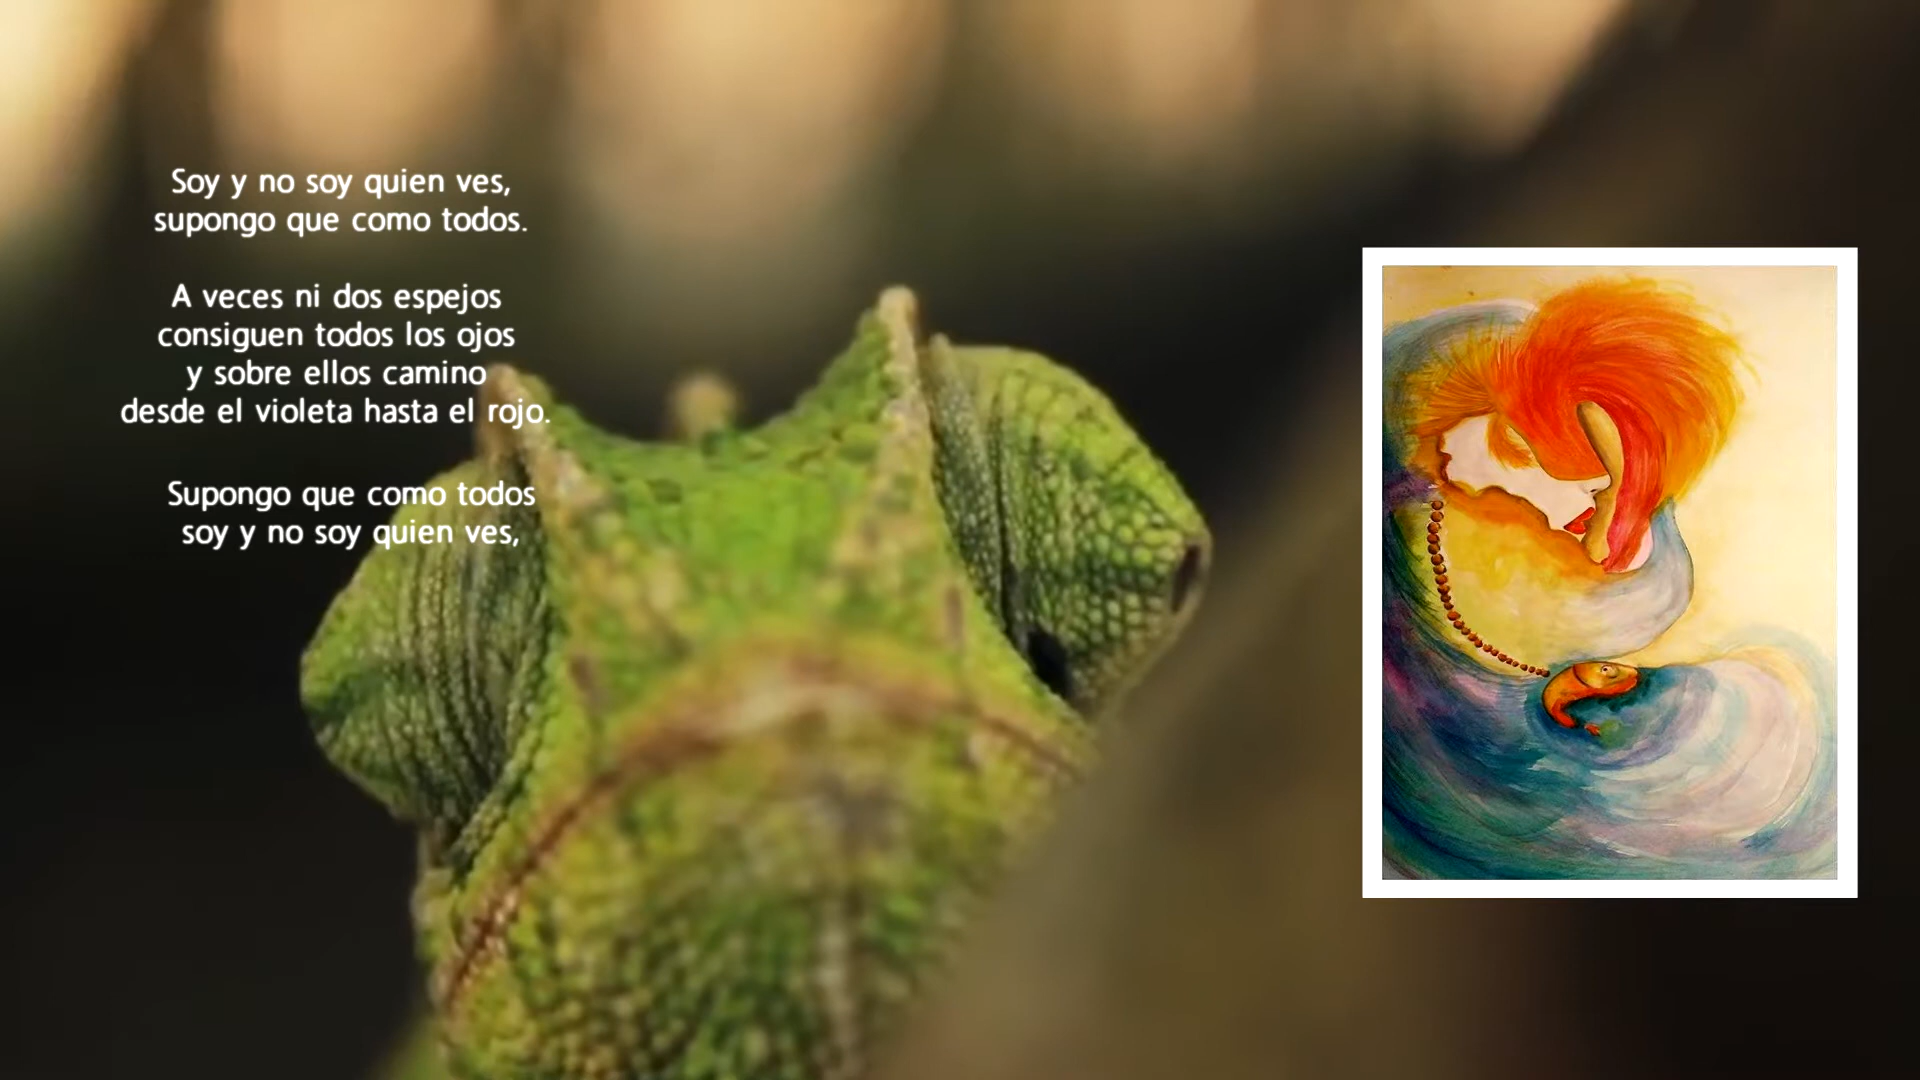 Soy y no soy quien ves,
supongo que como todos.
A veces ni dos espejos
consiguen todos los ojos
y sobre ellos camino
desde el violeta hasta el rojo.
Supongo que como todos
soy y no soy quien ves,